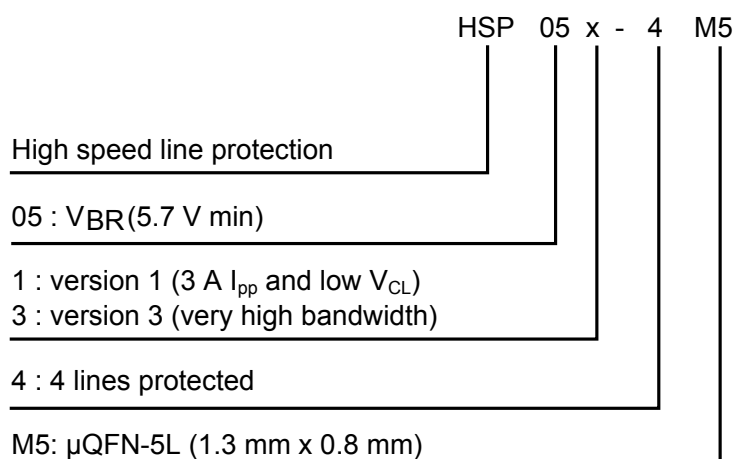 HSP 05 x - 4 M5
High speed line protection
05 : VBR(5.7 V min)
1 : version 1 (3 A Ipp and low VCL)
3 : version 3 (very high bandwidth)
4 : 4 lines protected
M5: µQFN-5L (1.3 mm x 0.8 mm)